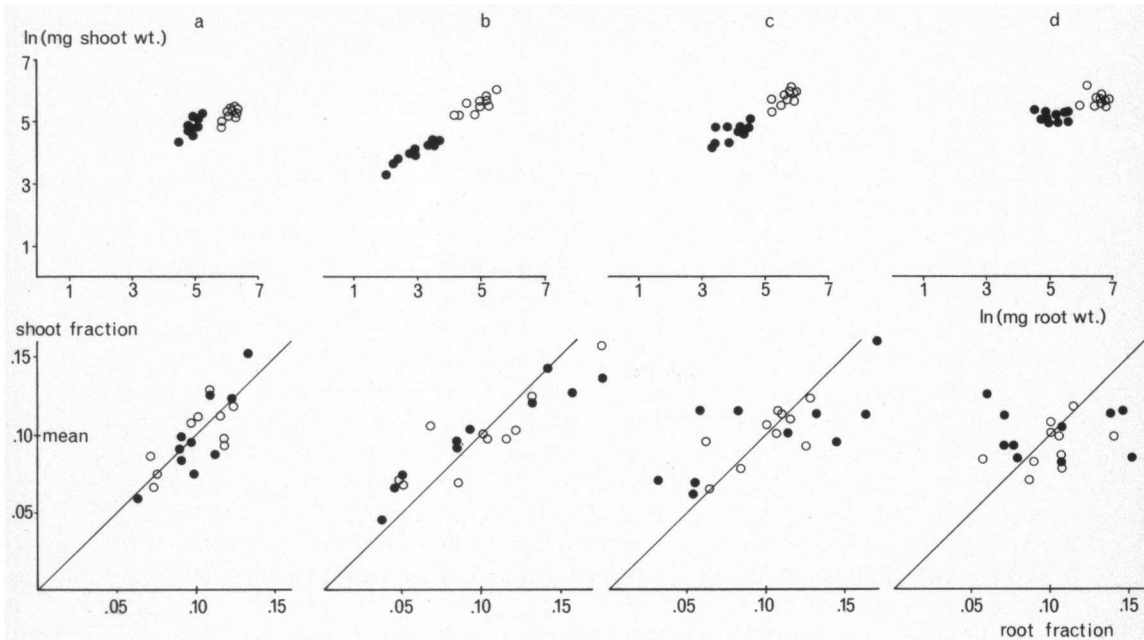 a b c d
ln(mg shoot wt.)
7
5
3
1
1 3 5 7 1 3 5 7 1 3 5 7 1 3 5 7
shoot fraction ln(mg root wt.)
.15
.10 mean
.05
.05 .10 .15 .05 .10 .15 .05 .10 .15 .05 .10 .15
root fraction